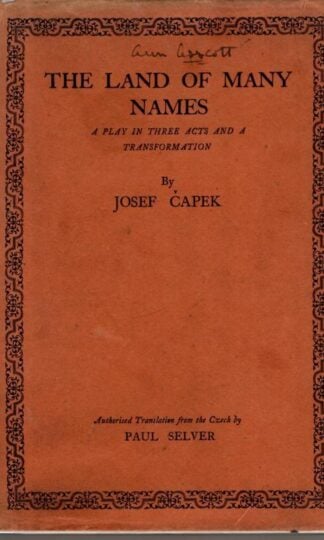 THE LAND OF MANY
NAMES
A PLAY IN THREE ACTS AND A
TRANSFORMATION
By
JOSEF ČAPEK
Authorised Translation from the Czech by
PAUL SELVER